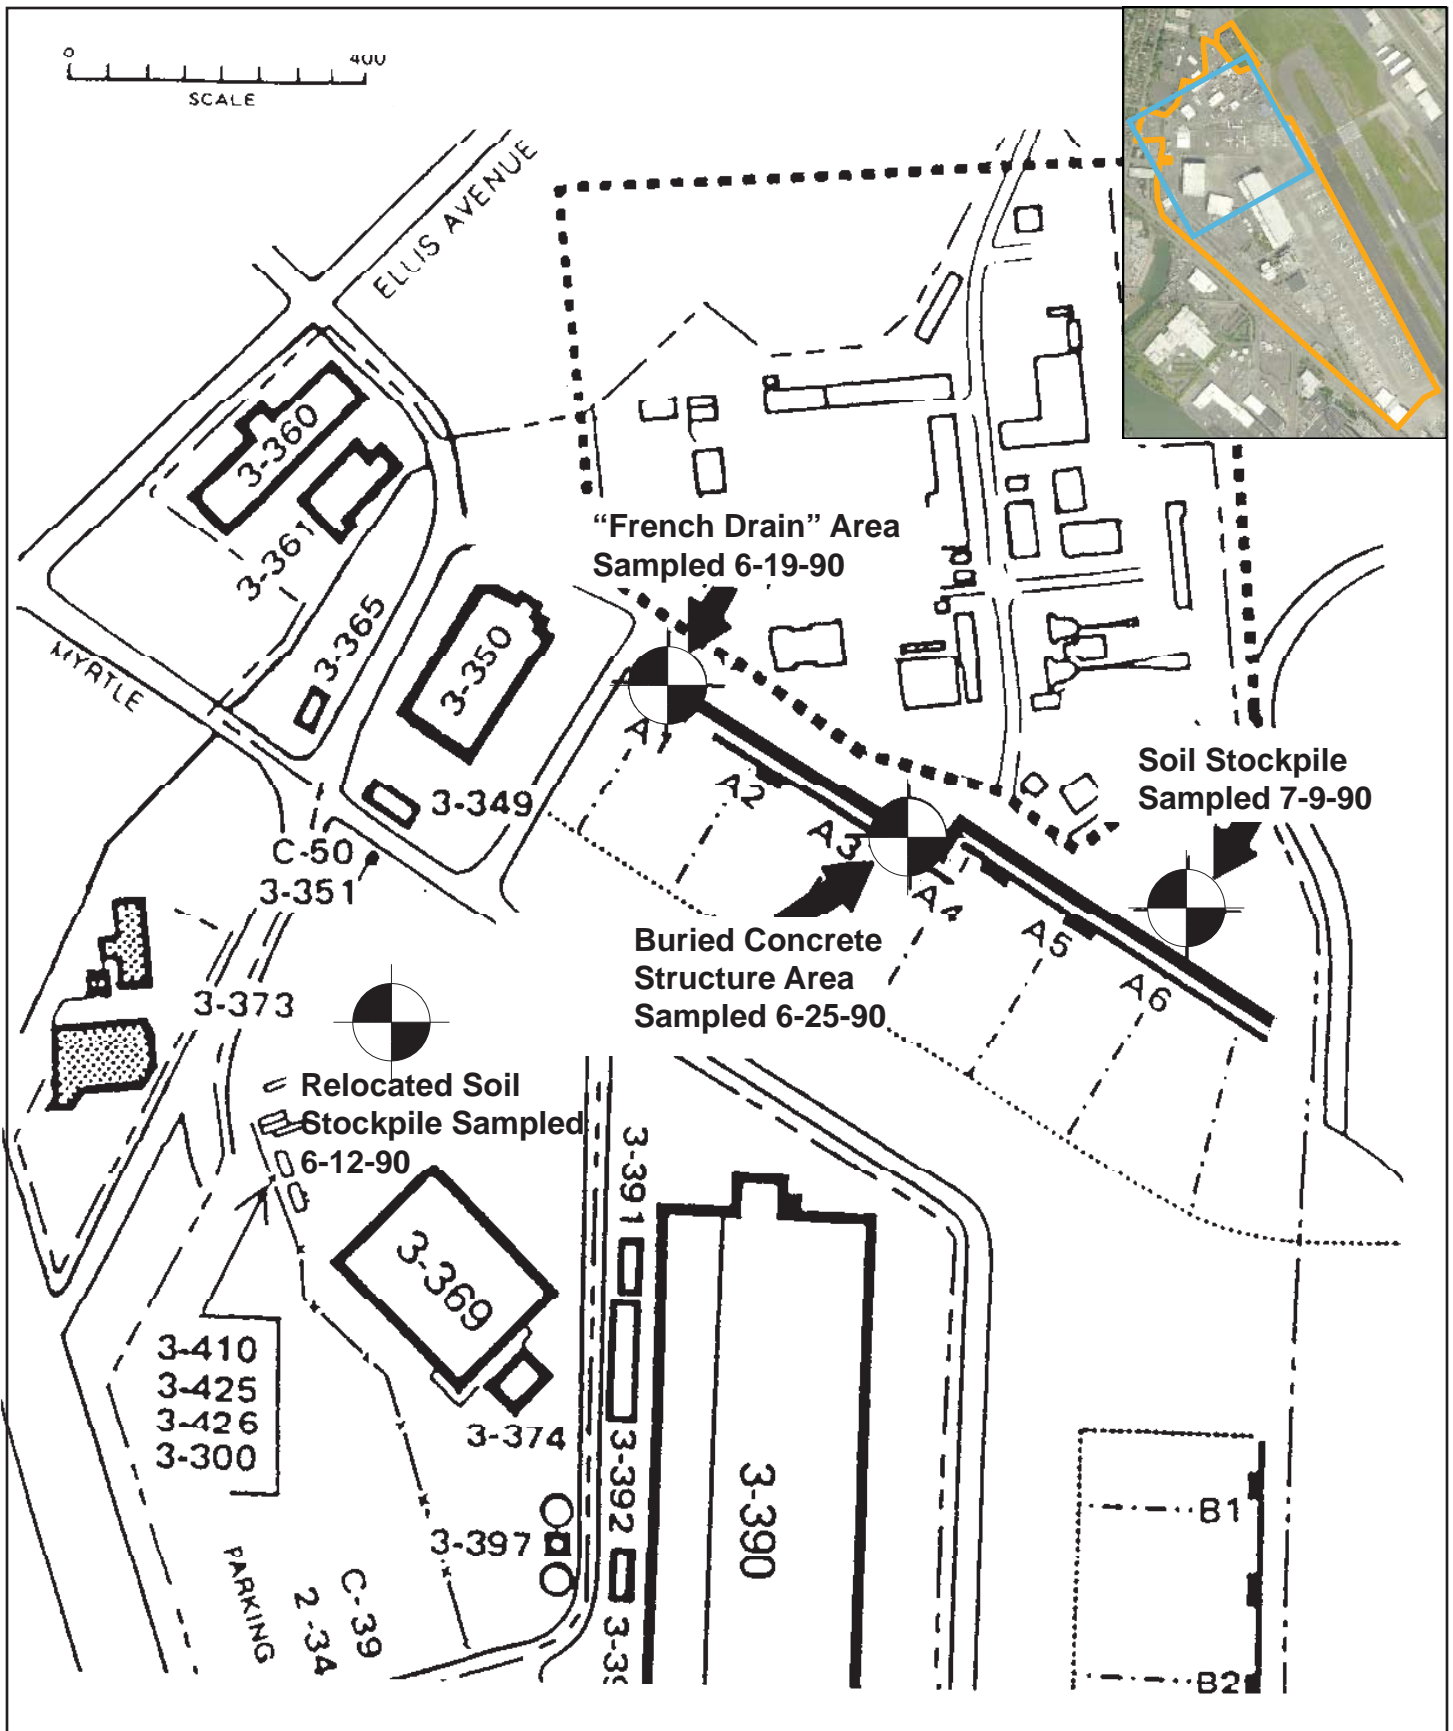 0
400
SCALE
ELLIS AVENUE
3-360
3-361
3-365
“French Drain” Area
Sampled 6-19-90
MYRTLE
3-350
A1
A2
A3
A4
A5
A6
Soil Stockpile
Sampled 7-9-90
3-349
C-50
3-351
Buried Concrete
Structure Area
Sampled 6-25-90
3-373
Relocated Soil
Stockpile Sampled
6-12-90
3-391
3-369
3-410
3-425
3-426
3-300
3-374
3-392
3-397
3-390
B1
B2
PARKING
C-39
2-34